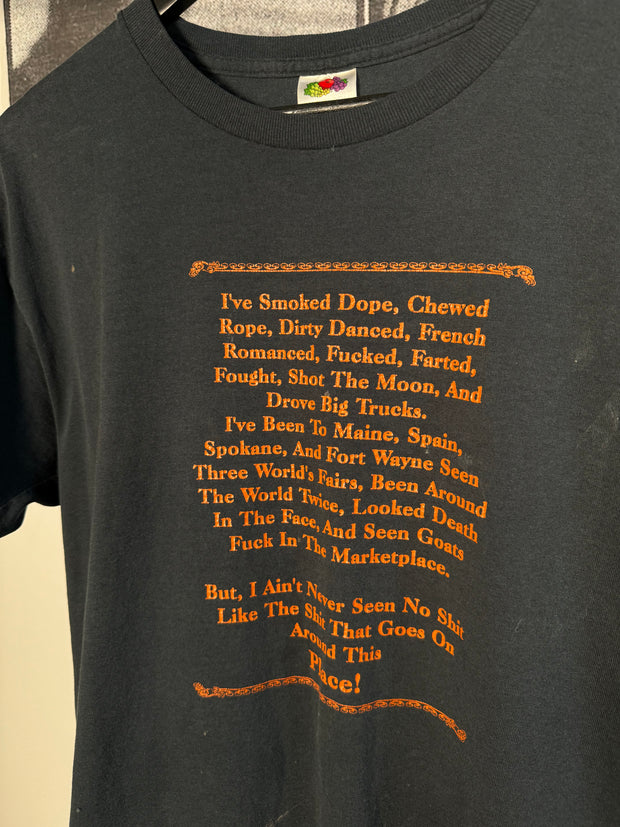 I've Smoked Dope, Chewed
Rope, Dirty Danced, French
Romanced, Fucked, Farted,
Fought, Shot The Moon, And
Drove Big Trucks.
I've Been To Maine, Spain,
Spokane, And Fort Wayne Seen
Three World's Fairs, Been Around
The World Twice, Looked Death
In The Face, And Seen Goats
Fuck In The Marketplace.
But, I Ain't Never Seen No Shit
Like The Shit That Goes On
Around This
Place!